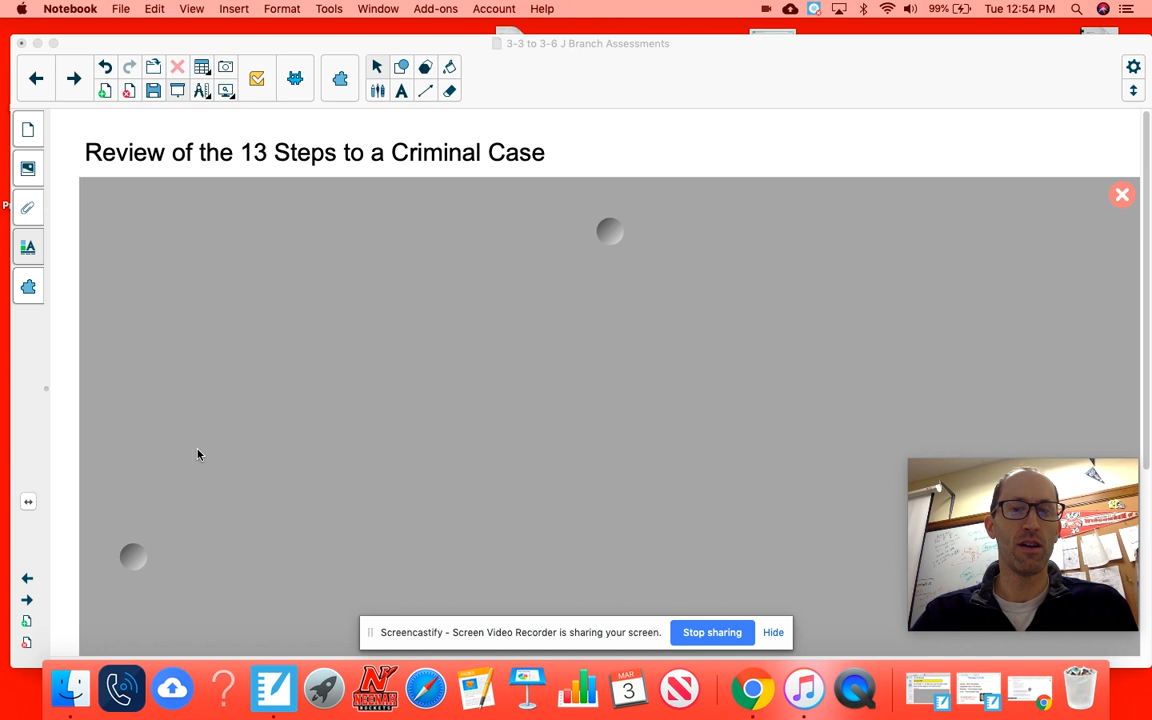 Notebook File Edit View Insert Format Tools Window Add-ons Account Help 99% Tue 12:54 PM
3-3 to 3-6 J Branch Assessments
Review of the 13 Steps to a Criminal Case
Screencastify - Screen Video Recorder is sharing your screen. Stop sharing Hide
NEENAH
ROCKETS
MAR
3